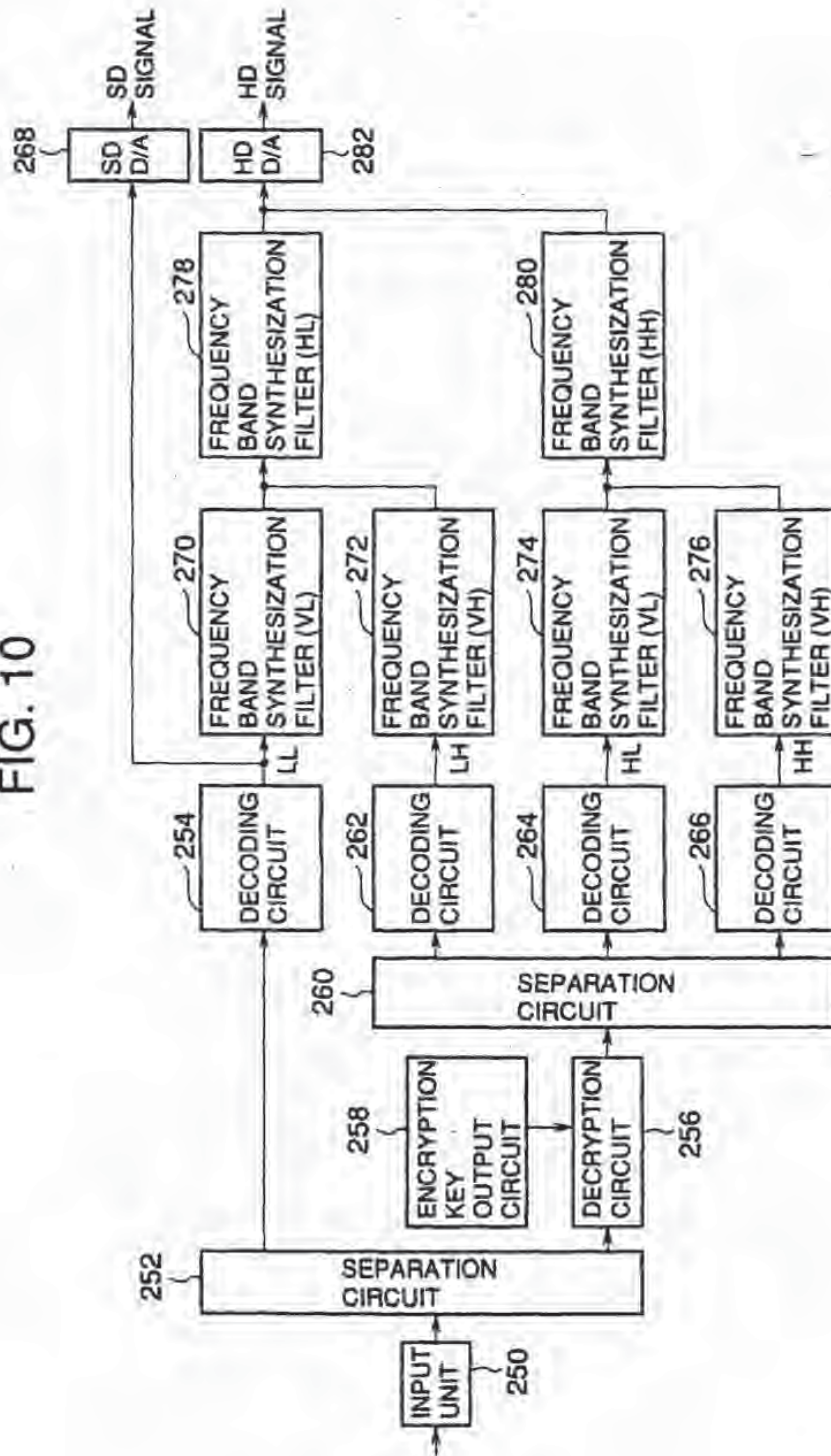 FIG. 10
INPUT
UNIT
250
252
SEPARATION
CIRCUIT
258
ENCRYPTION
KEY
OUTPUT
CIRCUIT
DECRYPTION
CIRCUIT
256
260
SEPARATION
CIRCUIT
254
DECODING
CIRCUIT
262
DECODING
CIRCUIT
264
DECODING
CIRCUIT
266
DECODING
CIRCUIT
LL
LH
HL
HH
270
FREQUENCY
BAND
SYNTHESIZATION
FILTER (VL)
272
FREQUENCY
BAND
SYNTHESIZATION
FILTER (VH)
274
FREQUENCY
BAND
SYNTHESIZATION
FILTER (VL)
276
FREQUENCY
BAND
SYNTHESIZATION
FILTER (VH)
278
FREQUENCY
BAND
SYNTHESIZATION
FILTER (HL)
280
FREQUENCY
BAND
SYNTHESIZATION
FILTER (HH)
268
SD
D/A
SD
SIGNAL
HD
D/A
282
HD
SIGNAL